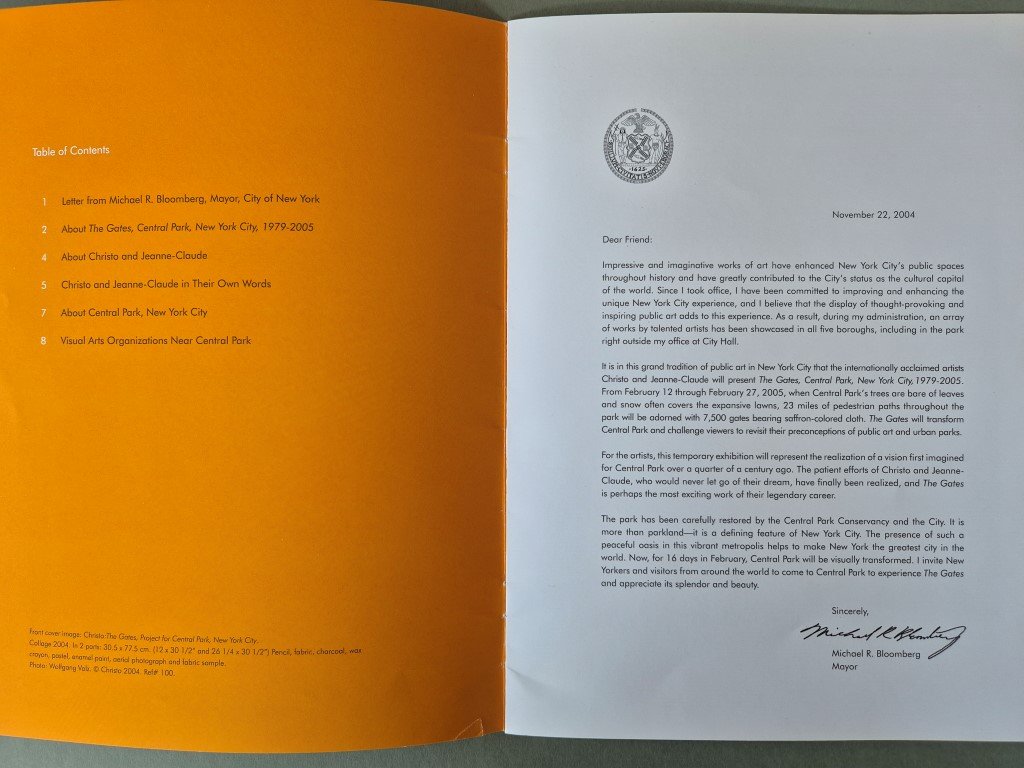 Table of Contents
1 Letter from Michael R. Bloomberg, Mayor, City of New York
2 About The Gates, Central Park, New York City, 1979-2005
4 About Christo and Jeanne-Claude
5 Christo and Jeanne-Claude in Their Own Words
7 About Central Park, New York City
8 Visual Arts Organizations Near Central Park
Front cover image: Christo:The Gates, Project for Central Park, New York City.
Collage 2004. In 2 parts: 30.5 x 77.5 cm. (12 x 30 1/2" and 26 1/4 x 30 1/2") Pencil, fabric, charcoal, wax
crayon, pastel, enamel paint, aerial photograph and fabric sample.
Photo: Wolfgang Volz. © Christo 2004. Ref# 100.
1625
November 22, 2004
Dear Friend:
Impressive and imaginative works of art have enhanced New York City's public spaces
throughout history and have greatly contributed to the City's status as the cultural capital
of the world. Since I took office, I have been committed to improving and enhancing the
unique New York City experience, and I believe that the display of thought-provoking and
inspiring public art adds to this experience. As a result, during my administration, an array
of works by talented artists has been showcased in all five boroughs, including in the park
right outside my office at City Hall.
It is in this grand tradition of public art in New York City that the internationally acclaimed artists
Christo and Jeanne-Claude will present The Gates, Central Park, New York City, 1979-2005.
From February 12 through February 27, 2005, when Central Park's trees are bare of leaves
and snow often covers the expansive lawns, 23 miles of pedestrian paths throughout the
park will be adorned with 7,500 gates bearing saffron-colored cloth. The Gates will transform
Central Park and challenge viewers to revisit their preconceptions of public art and urban parks.
For the artists, this temporary exhibition will represent the realization of a vision first imagined
for Central Park over a quarter of a century ago. The patient efforts of Christo and Jeanne-
Claude, who would never let go of their dream, have finally been realized, and The Gates
is perhaps the most exciting work of their legendary career.
The park has been carefully restored by the Central Park Conservancy and the City. It is
more than parkland—it is a defining feature of New York City. The presence of such a
peaceful oasis in this vibrant metropolis helps to make New York the greatest city in the
world. Now, for 16 days in February, Central Park will be visually transformed. I invite New
Yorkers and visitors from around the world to come to Central Park to experience The Gates
and appreciate its splendor and beauty.
Sincerely,
Michael R. Bloomberg
Michael R. Bloomberg
Mayor